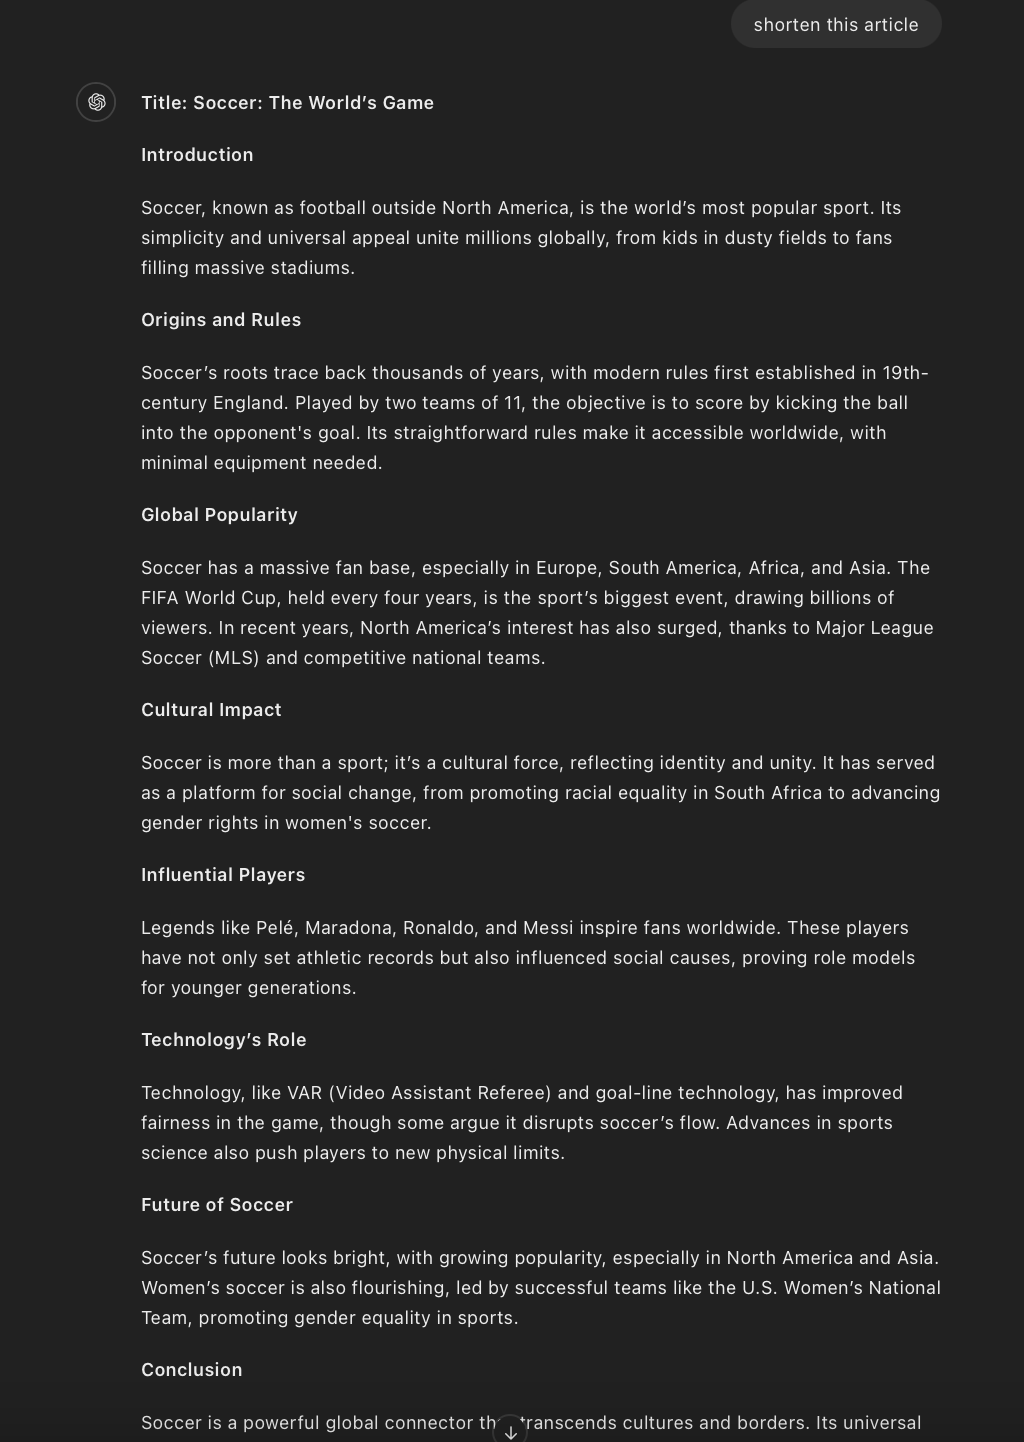 shorten this article
Title: Soccer: The World’s Game
Introduction
Soccer, known as football outside North America, is the world’s most popular sport. Its
simplicity and universal appeal unite millions globally, from kids in dusty fields to fans
filling massive stadiums.
Origins and Rules
Soccer’s roots trace back thousands of years, with modern rules first established in 19th-
century England. Played by two teams of 11, the objective is to score by kicking the ball
into the opponent's goal. Its straightforward rules make it accessible worldwide, with
minimal equipment needed.
Global Popularity
Soccer has a massive fan base, especially in Europe, South America, Africa, and Asia. The
FIFA World Cup, held every four years, is the sport’s biggest event, drawing billions of
viewers. In recent years, North America’s interest has also surged, thanks to Major League
Soccer (MLS) and competitive national teams.
Cultural Impact
Soccer is more than a sport; it’s a cultural force, reflecting identity and unity. It has served
as a platform for social change, from promoting racial equality in South Africa to advancing
gender rights in women's soccer.
Influential Players
Legends like Pelé, Maradona, Ronaldo, and Messi inspire fans worldwide. These players
have not only set athletic records but also influenced social causes, proving role models
for younger generations.
Technology’s Role
Technology, like VAR (Video Assistant Referee) and goal-line technology, has improved
fairness in the game, though some argue it disrupts soccer’s flow. Advances in sports
science also push players to new physical limits.
Future of Soccer
Soccer’s future looks bright, with growing popularity, especially in North America and Asia.
Women’s soccer is also flourishing, led by successful teams like the U.S. Women’s National
Team, promoting gender equality in sports.
Conclusion
Soccer is a powerful global connector transcends cultures and borders. Its universal